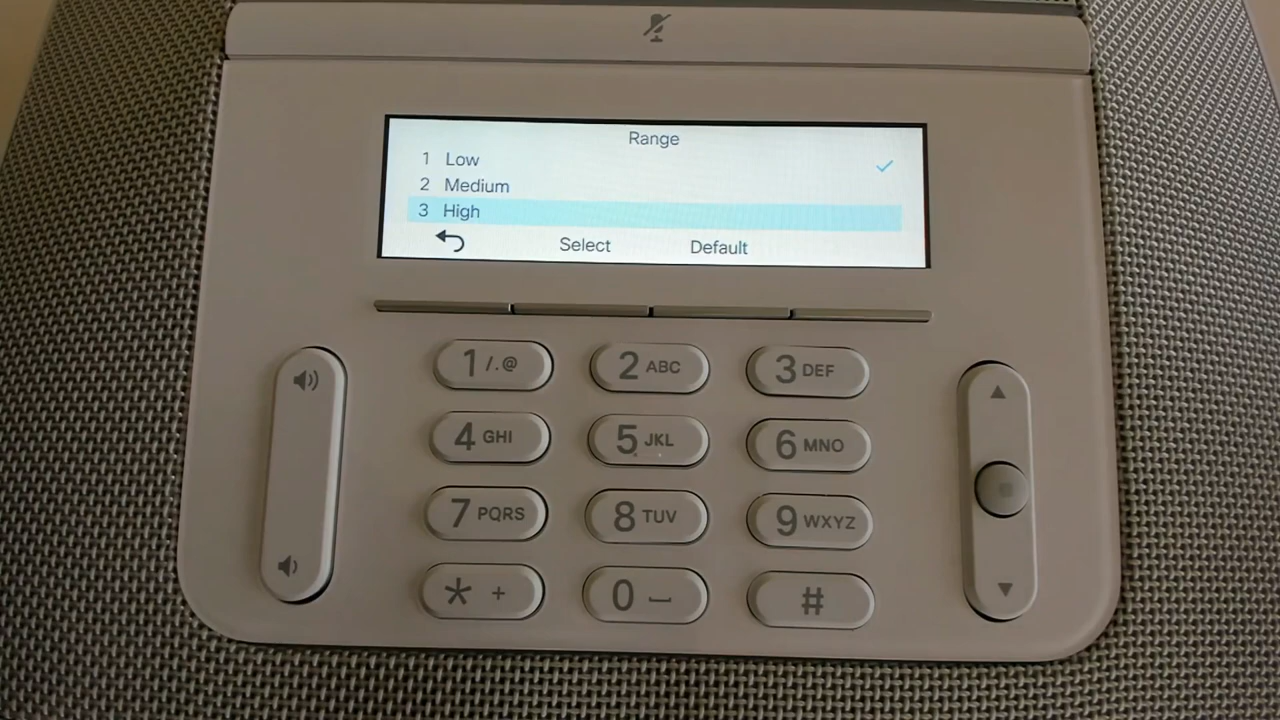 Range
1 Low
2 Medium
3 High
Select Default
1 /.@ 2 ABC 3 DEF
4 GHI 5 JKL 6 MNO
7 PQRS 8 TUV 9 WXYZ
* + 0 #